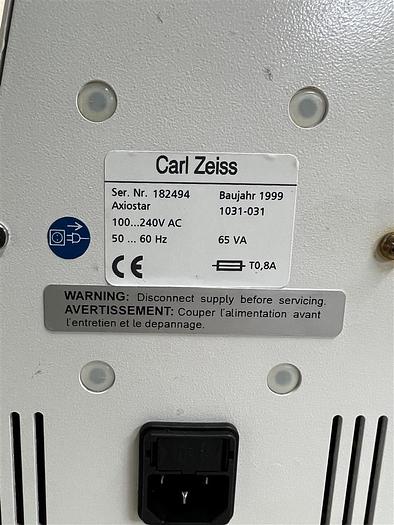 Carl Zeiss
Ser. Nr. 182494 Baujahr 1999
Axiostar 1031-031
100...240V AC
50 ... 60 Hz 65 VA
CE T0,8A
WARNING: Disconnect supply before servicing.
AVERTISSEMENT: Couper l'alimentation avant
l'entretien et le depannage.